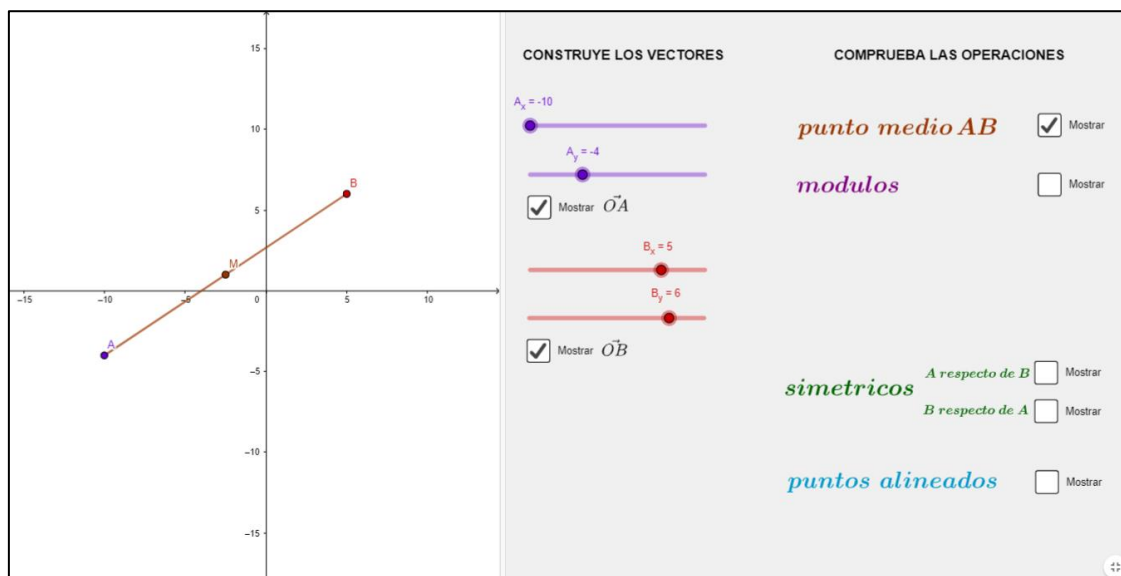 15
10
5
-15
-10
-5
0
5
10
-5
-10
-15
A
M
B
CONSTRUYE LOS VECTORES
Aₓ = -10
A_y = -4
Mostrar OA⃗
Bₓ = 5
B_y = 6
Mostrar OB⃗
COMPRUEBA LAS OPERACIONES
punto medio AB Mostrar
modulos Mostrar
simetricos
A respecto de B Mostrar
B respecto de A Mostrar
puntos alineados Mostrar